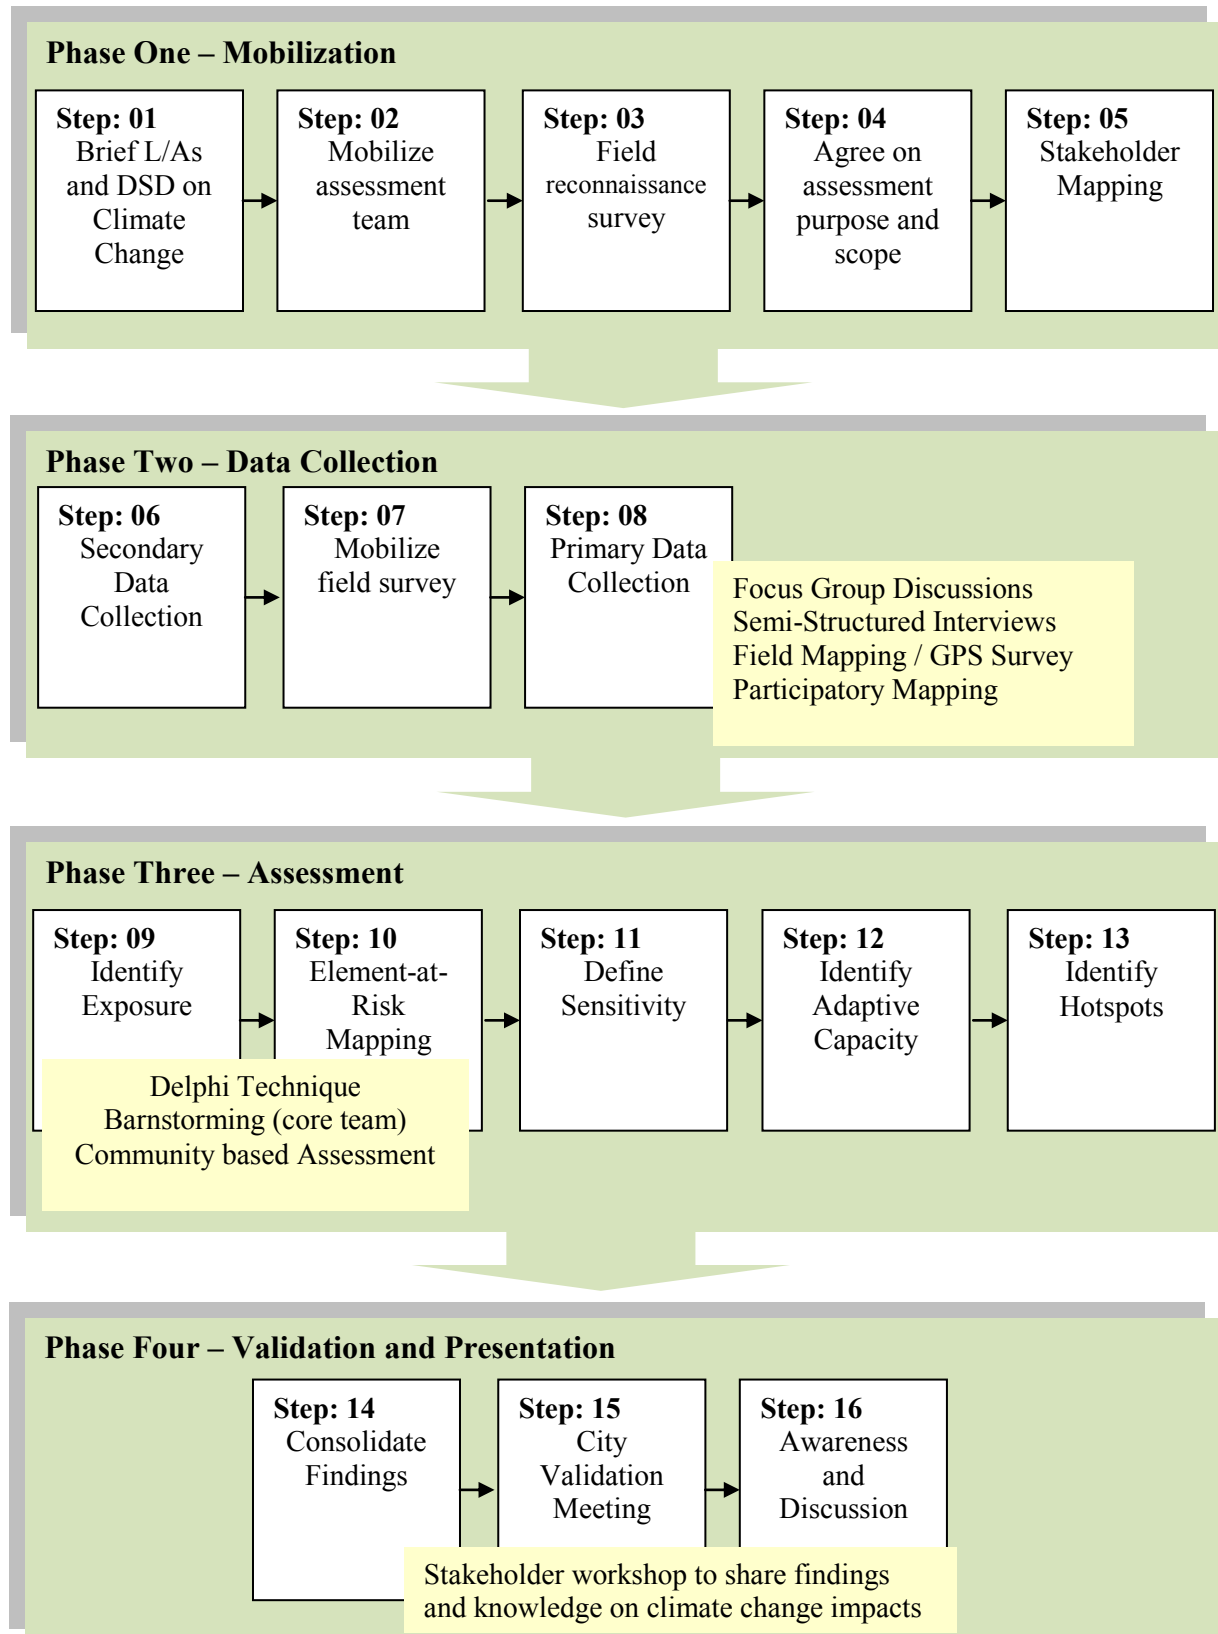 Phase One – Mobilization
Step: 01
Brief L/As
and DSD on
Climate
Change
Step: 02
Mobilize
assessment
team
Step: 03
Field
reconnaissance
survey
Step: 04
Agree on
assessment
purpose and
scope
Step: 05
Stakeholder
Mapping
Phase Two – Data Collection
Step: 06
Secondary
Data
Collection
Step: 07
Mobilize
field survey
Step: 08
Primary Data
Collection
Focus Group Discussions
Semi-Structured Interviews
Field Mapping / GPS Survey
Participatory Mapping
Phase Three – Assessment
Step: 09
Identify
Exposure
Step: 10
Element-at-
Risk
Mapping
Step: 11
Define
Sensitivity
Step: 12
Identify
Adaptive
Capacity
Step: 13
Identify
Hotspots
Delphi Technique
Barnstorming (core team)
Community based Assessment
Phase Four – Validation and Presentation
Step: 14
Consolidate
Findings
Step: 15
City
Validation
Meeting
Step: 16
Awareness
and
Discussion
Stakeholder workshop to share findings
and knowledge on climate change impacts